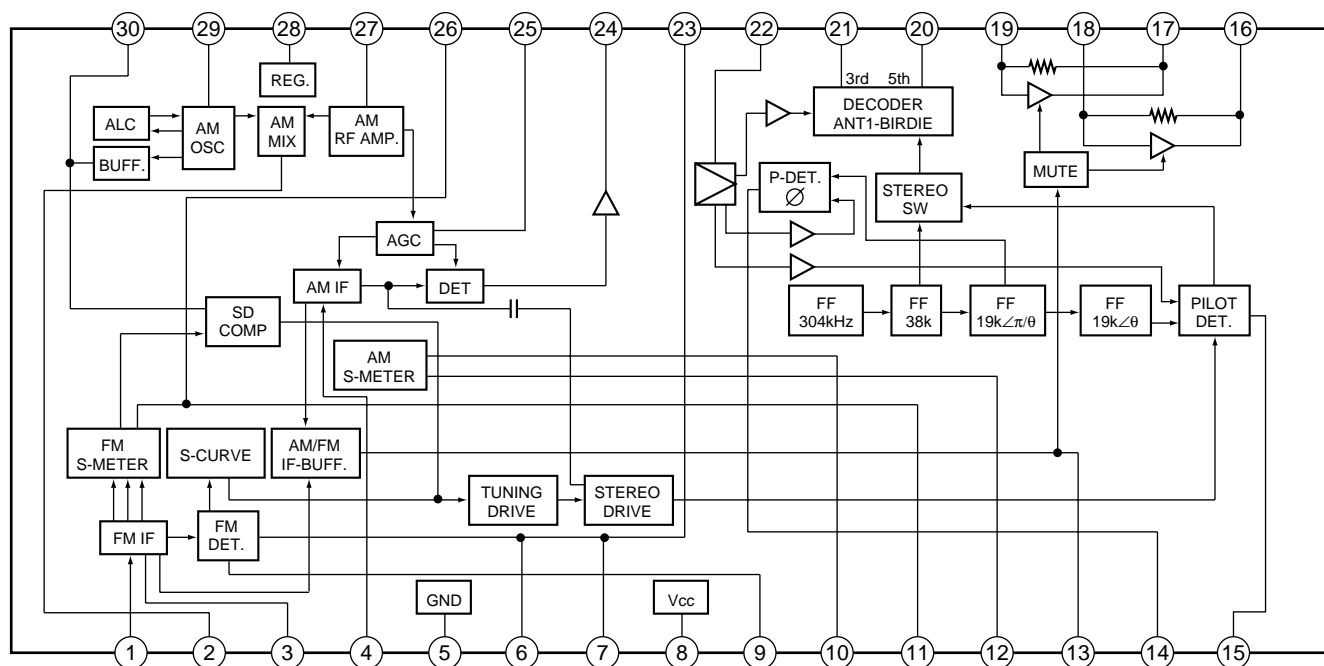 30 29 28 27 26 25 24 23 22 21 20 19 18 17 16
3rd 5th
REG.
ALC
AM
OSC
AM
MIX
AM
RF AMP.
BUFF.
DECODER
ANT1-BIRDIE
P-DET.
Ø
STEREO
SW
MUTE
AGC
AM IF
DET
SD
COMP
FF
304kHz
FF
38k
FF
19k∠π/θ
FF
19k∠θ
PILOT
DET.
AM
S-METER
FM
S-METER
S-CURVE
AM/FM
IF-BUFF.
TUNING
DRIVE
STEREO
DRIVE
FM IF
FM
DET.
GND
Vcc
1 2 3 4 5 6 7 8 9 10 11 12 13 14 15